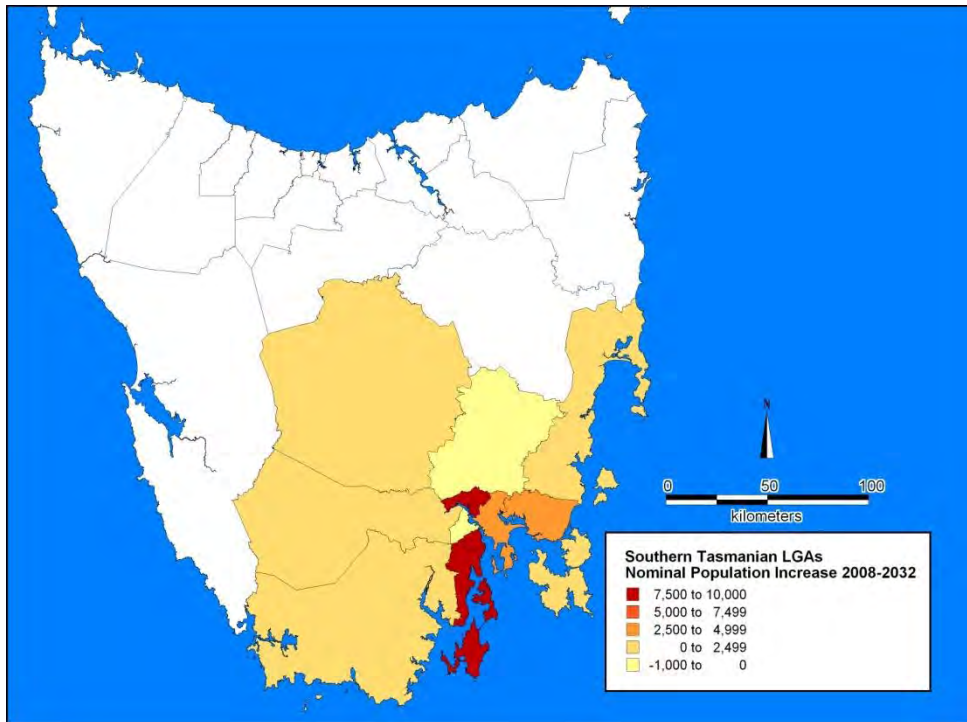 N
0 50 100
kilometers
Southern Tasmanian LGAs
Nominal Population Increase 2008-2032
7,500 to 10,000
5,000 to 7,499
2,500 to 4,999
0 to 2,499
-1,000 to 0